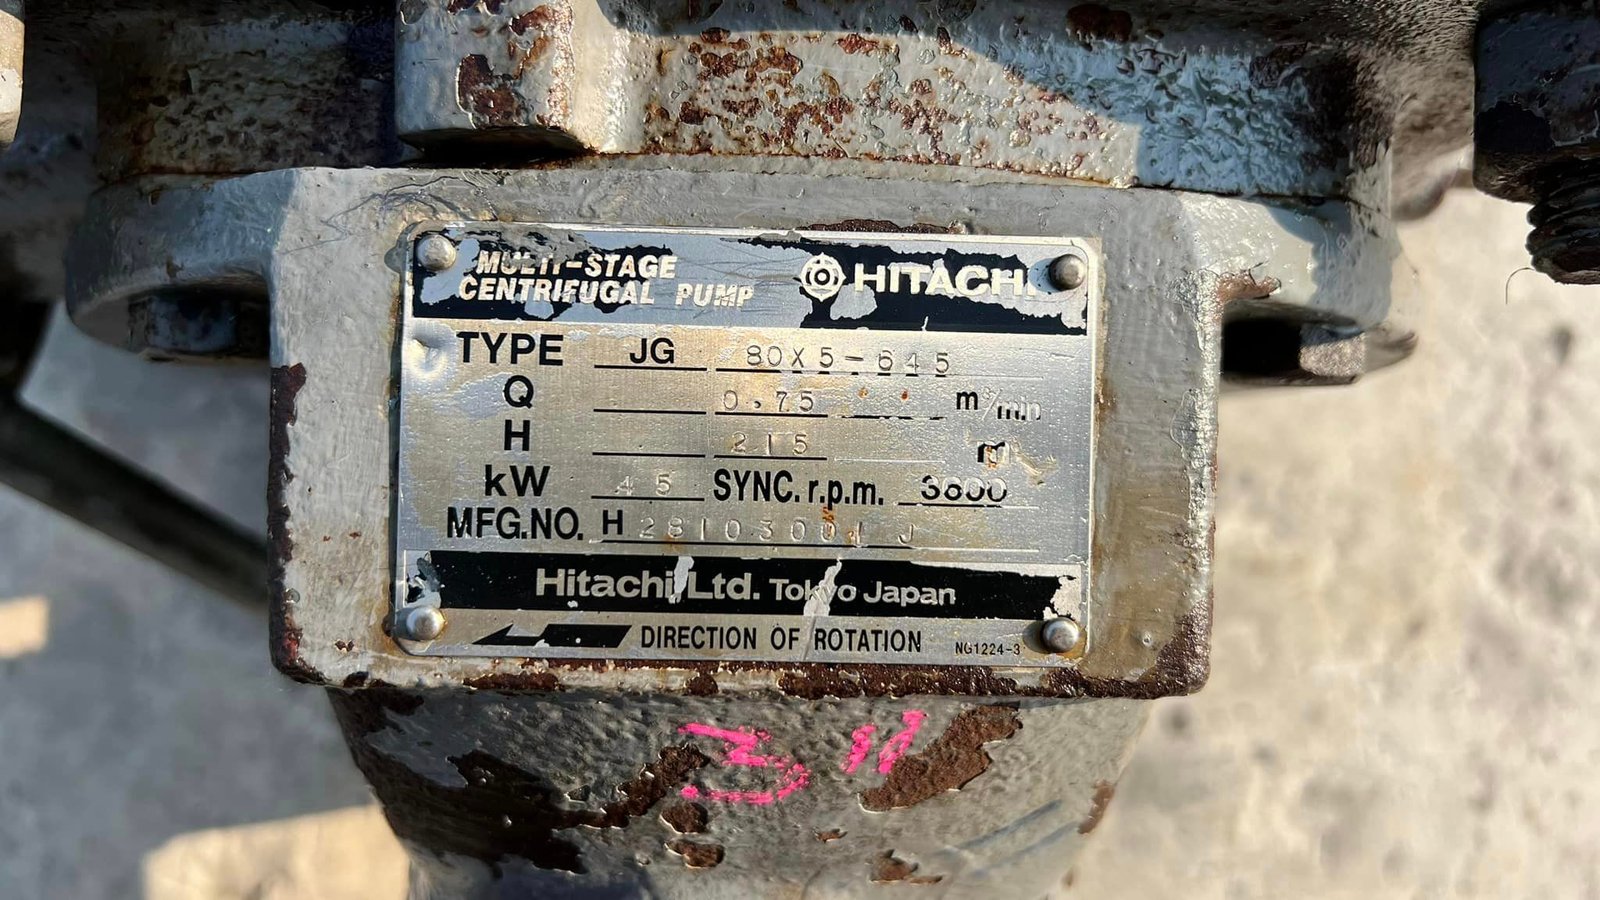 MULTI-STAGE
CENTRIFUGAL PUMP
HITACHI
TYPE JG 80X5-645
Q 0.75 m³/min
H 215 m
kW 45 SYNC. r.p.m. 3600
MFG.NO. H 28103001 J
Hitachi, Ltd. Tokyo Japan
DIRECTION OF ROTATION NG1224-3
3"